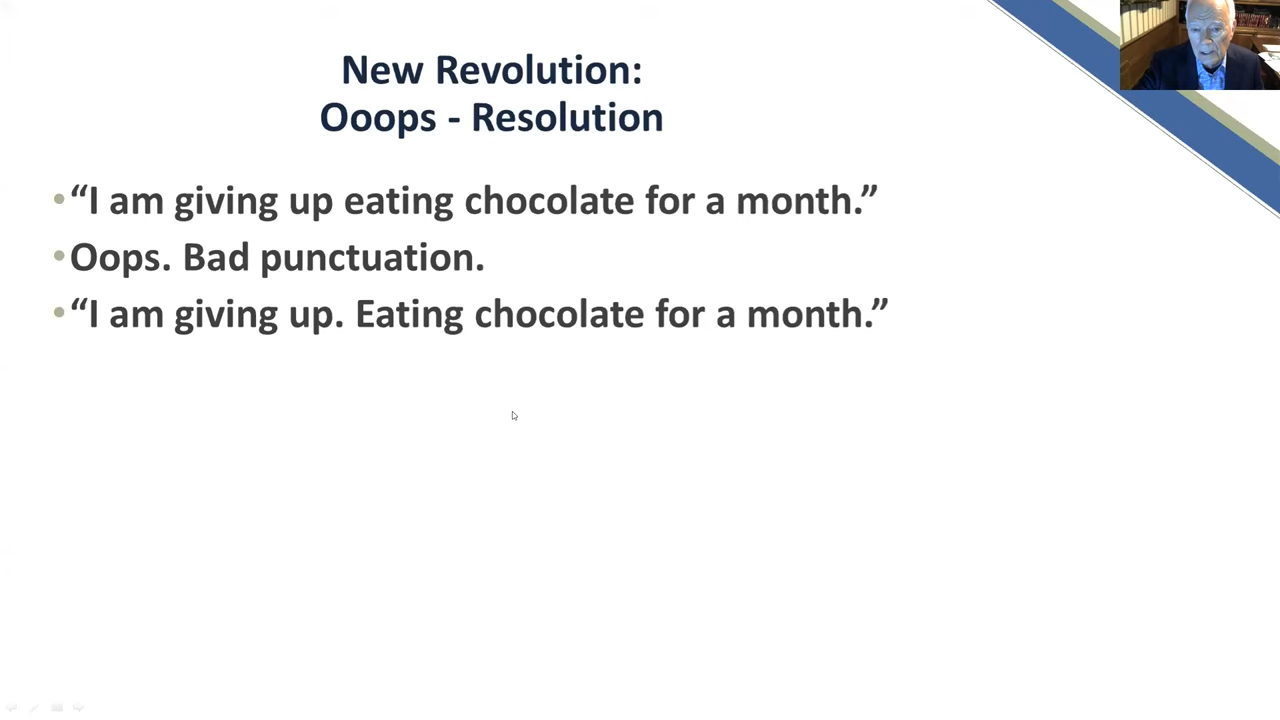 New Revolution:
Ooops - Resolution
•“I am giving up eating chocolate for a month.”
•Oops. Bad punctuation.
•“I am giving up. Eating chocolate for a month.”